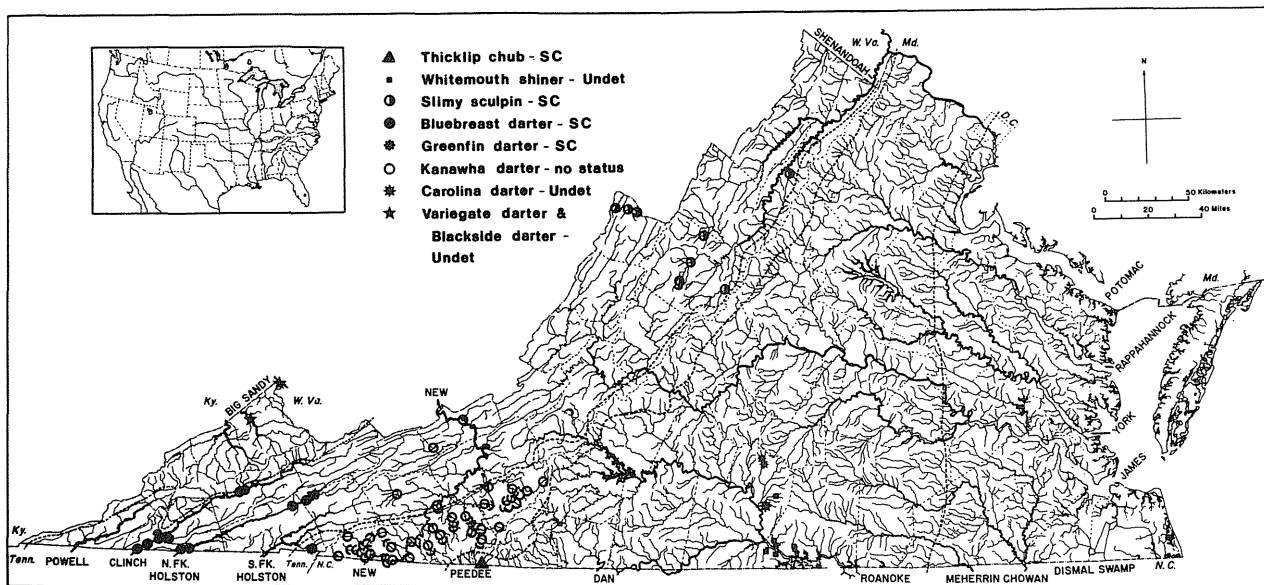 Thicklip chub - SC
Whitemouth shiner - Undet
Slimy sculpin - SC
Bluebreast darter - SC
Greenfin darter - SC
Kanawha darter - no status
Carolina darter - Undet
Variegate darter &
Blackside darter -
Undet
SHENANDOAH
W. Va.
Md.
D.C.
N
0 50 Kilometers
0 20 40 Miles
POTOMAC
Md.
RAPPAHANNOCK
YORK
JAMES
Ky.
BIG SANDY
W. Va.
NEW
Ky.
Tenn.
POWELL
CLINCH
N. FK.
HOLSTON
S. FK.
HOLSTON
Tenn.
N.C.
NEW
PEEDEE
DAN
ROANOKE
MEHERRIN
CHOWAN
DISMAL SWAMP
N.C.